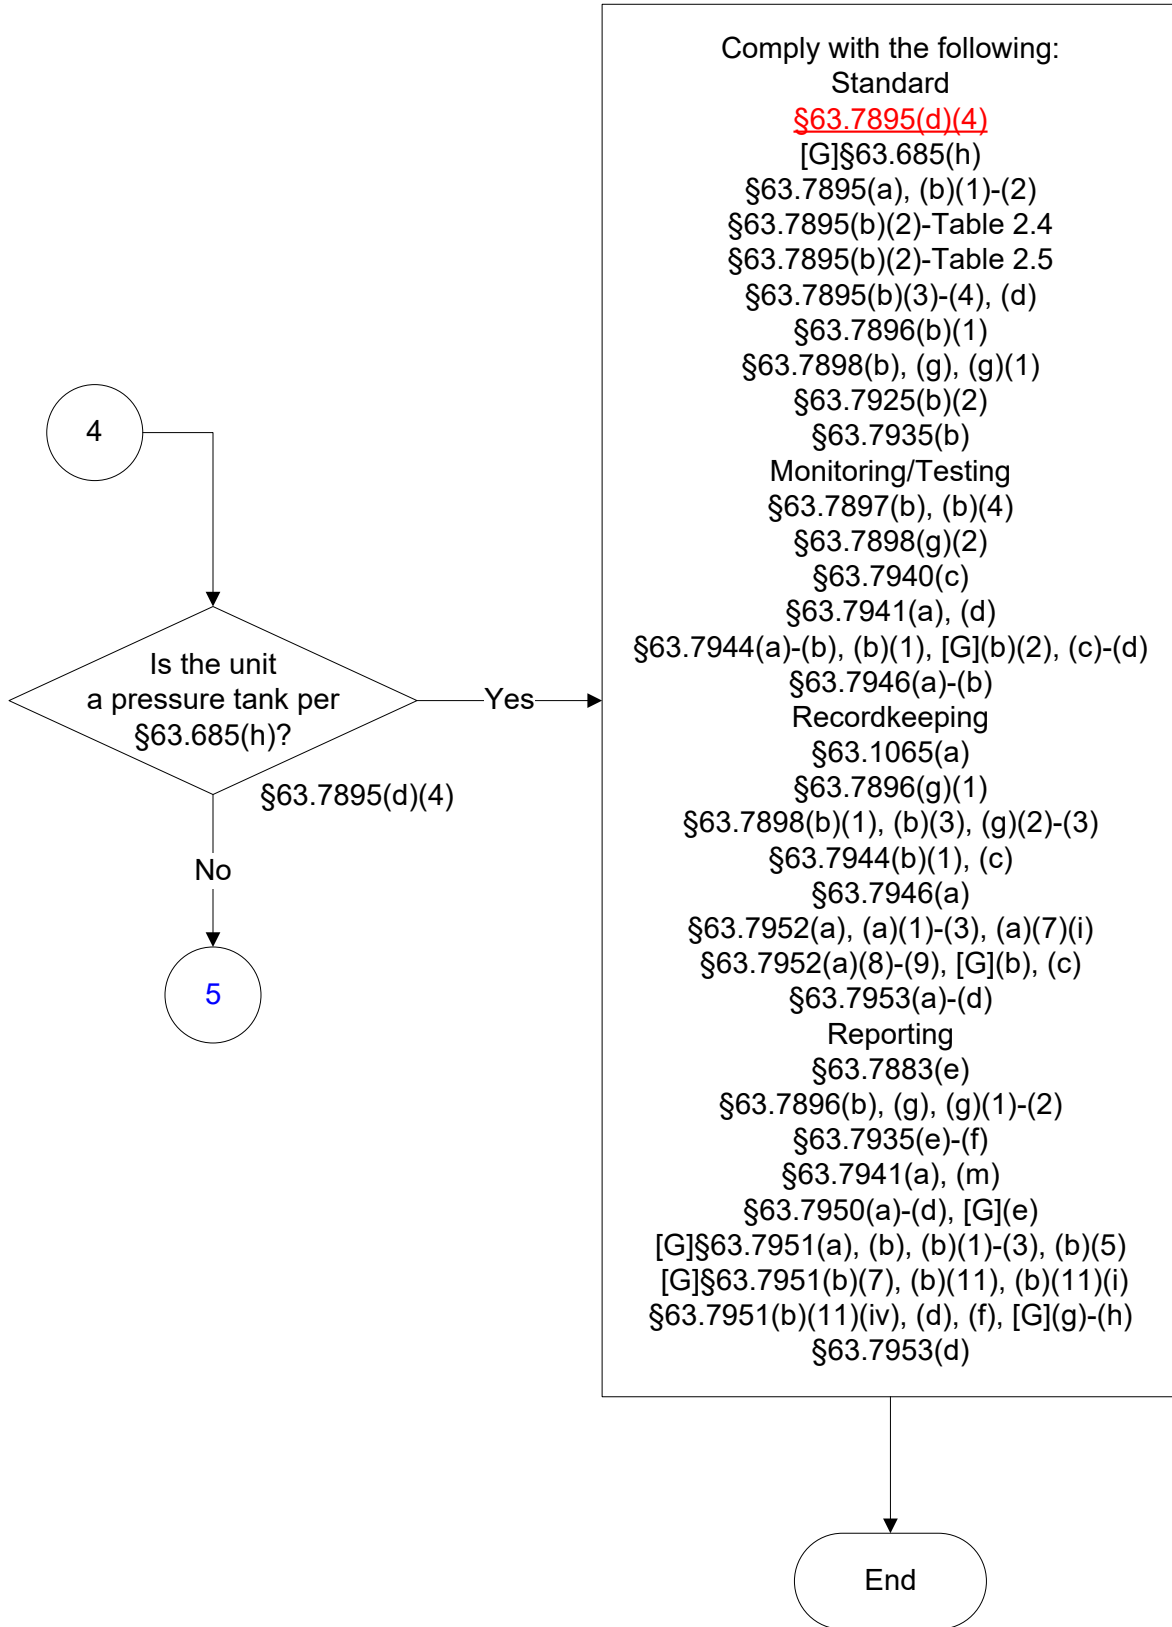 4
Is the unit
a pressure tank per
§63.685(h)?
§63.7895(d)(4)
Yes
No
5
Comply with the following:
Standard
§63.7895(d)(4)
[G]§63.685(h)
§63.7895(a), (b)(1)-(2)
§63.7895(b)(2)-Table 2.4
§63.7895(b)(2)-Table 2.5
§63.7895(b)(3)-(4), (d)
§63.7896(b)(1)
§63.7898(b), (g), (g)(1)
§63.7925(b)(2)
§63.7935(b)
Monitoring/Testing
§63.7897(b), (b)(4)
§63.7898(g)(2)
§63.7940(c)
§63.7941(a), (d)
§63.7944(a)-(b), (b)(1), [G](b)(2), (c)-(d)
§63.7946(a)-(b)
Recordkeeping
§63.1065(a)
§63.7896(g)(1)
§63.7898(b)(1), (b)(3), (g)(2)-(3)
§63.7944(b)(1), (c)
§63.7946(a)
§63.7952(a), (a)(1)-(3), (a)(7)(i)
§63.7952(a)(8)-(9), [G](b), (c)
§63.7953(a)-(d)
Reporting
§63.7883(e)
§63.7896(b), (g), (g)(1)-(2)
§63.7935(e)-(f)
§63.7941(a), (m)
§63.7950(a)-(d), [G](e)
[G]§63.7951(a), (b), (b)(1)-(3), (b)(5)
[G]§63.7951(b)(7), (b)(11), (b)(11)(i)
§63.7951(b)(11)(iv), (d), (f), [G](g)-(h)
§63.7953(d)
End